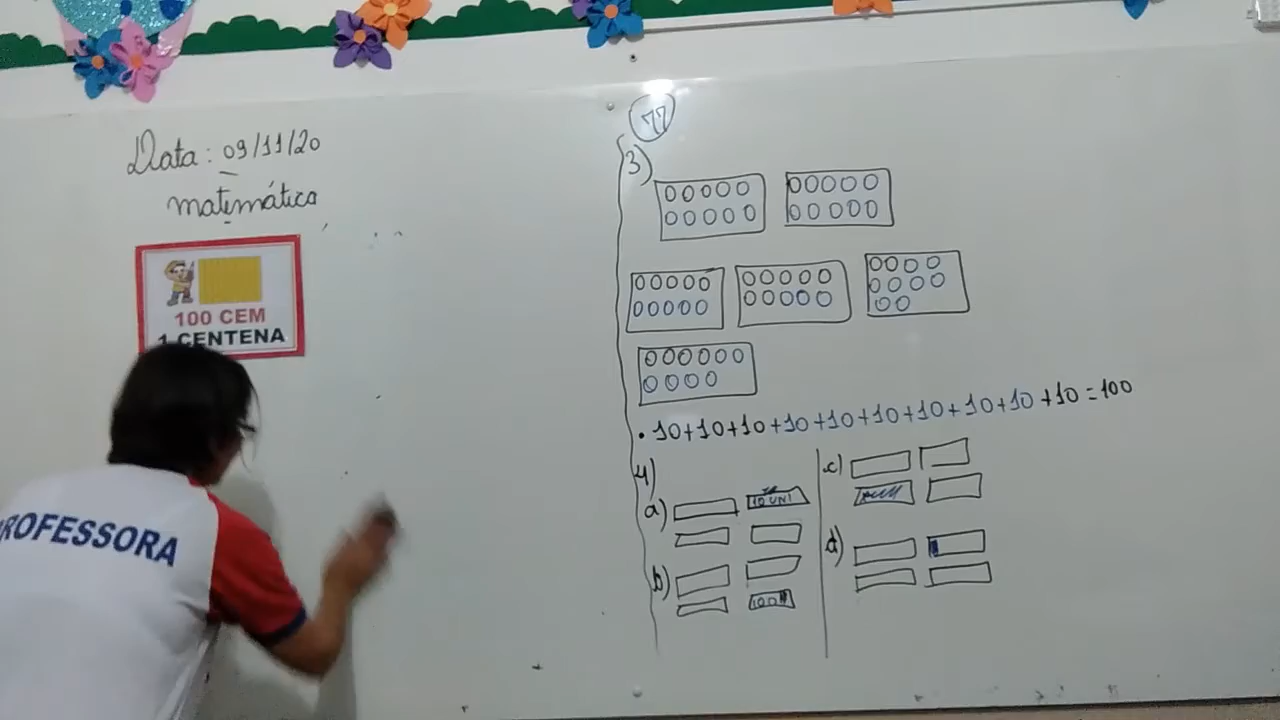 Data: 09/11/20
matemática
100 CEM
1 CENTENA
PROFESSORA
77
3)
• 10+10+10+10+10+10+10+10+10+10=100
4)
a) 10 UNI
b) 100
c)
d)